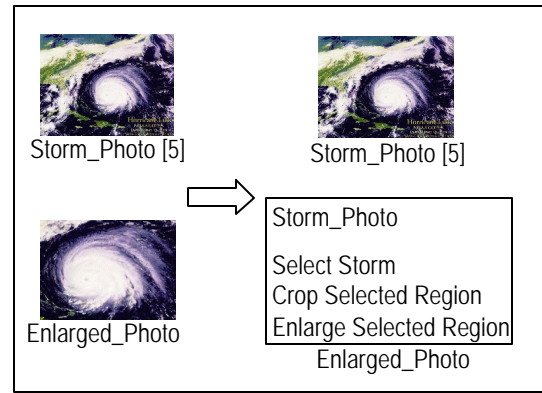 Storm_Photo [5]
Storm_Photo [5]
Storm_Photo
Select Storm
Crop Selected Region
Enlarge Selected Region
Enlarged_Photo
Enlarged_Photo